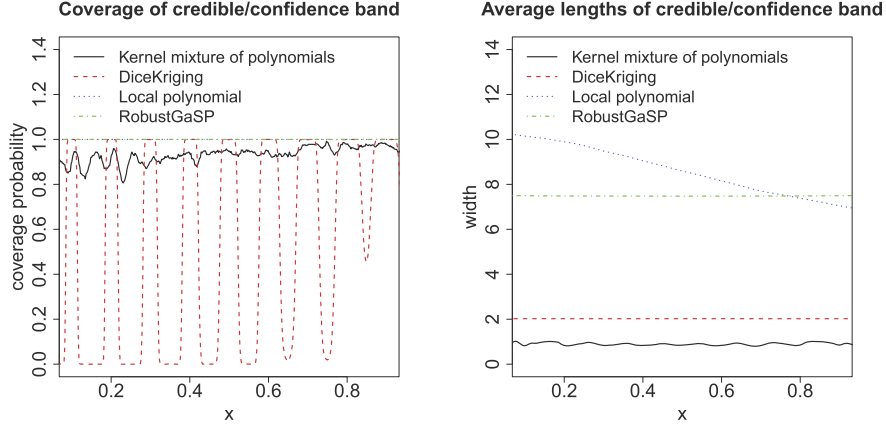 Coverage of credible/confidence band
1.4
1.2
1.0
0.8
0.6
0.4
0.2
0.0
coverage probability
Kernel mixture of polynomials
DiceKriging
Local polynomial
RobustGaSP
0.2 0.4 0.6 0.8
x
Average lengths of credible/confidence band
14
12
10
8
6
4
2
0
width
Kernel mixture of polynomials
DiceKriging
Local polynomial
RobustGaSP
0.2 0.4 0.6 0.8
x